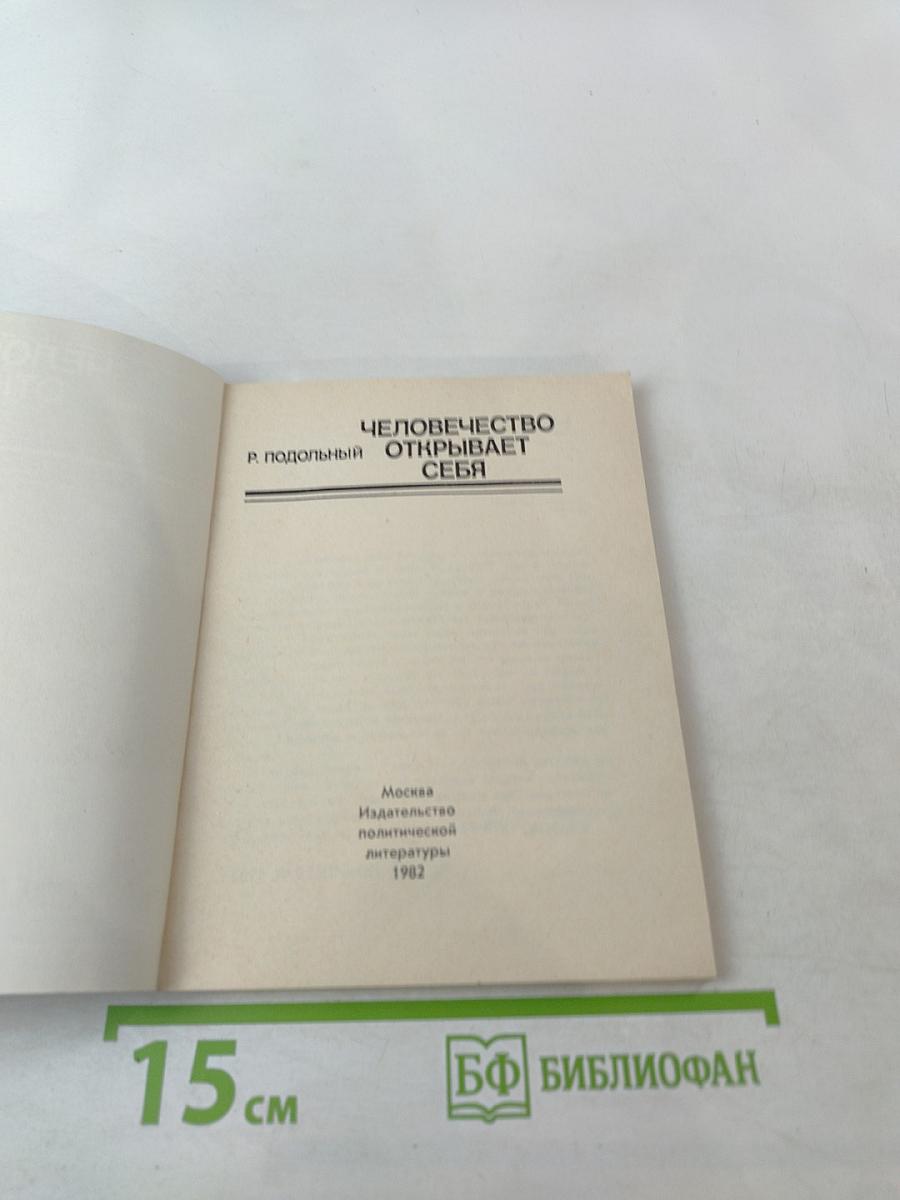 ЧЕЛОВЕЧЕСТВО
Р. ПОДОЛЬНЫЙ ОТКРЫВАЕТ
СЕБЯ
Москва
Издательство
политической
литературы
1982
15 см
БФ БИБЛИОФАН